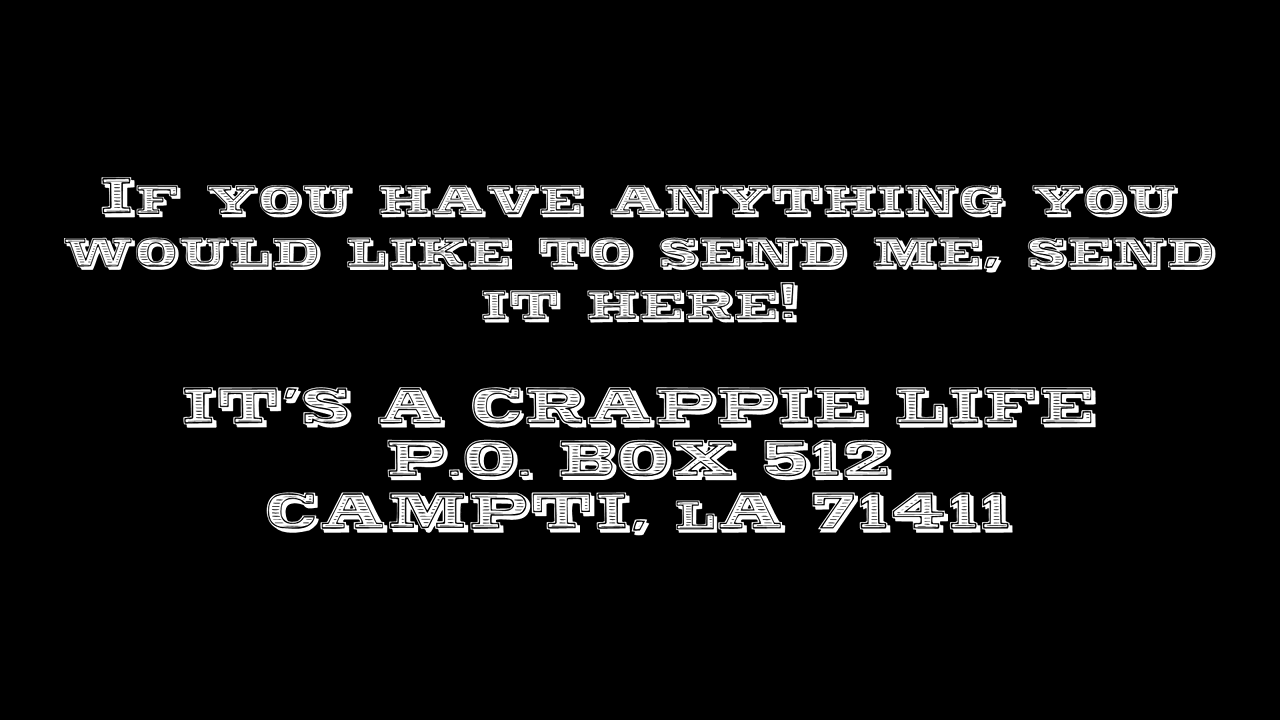 If you have anything you
would like to send me, send
it here!
IT'S A CRAPPIE LIFE
P.O. BOX 512
CAMPTI, lA 71411